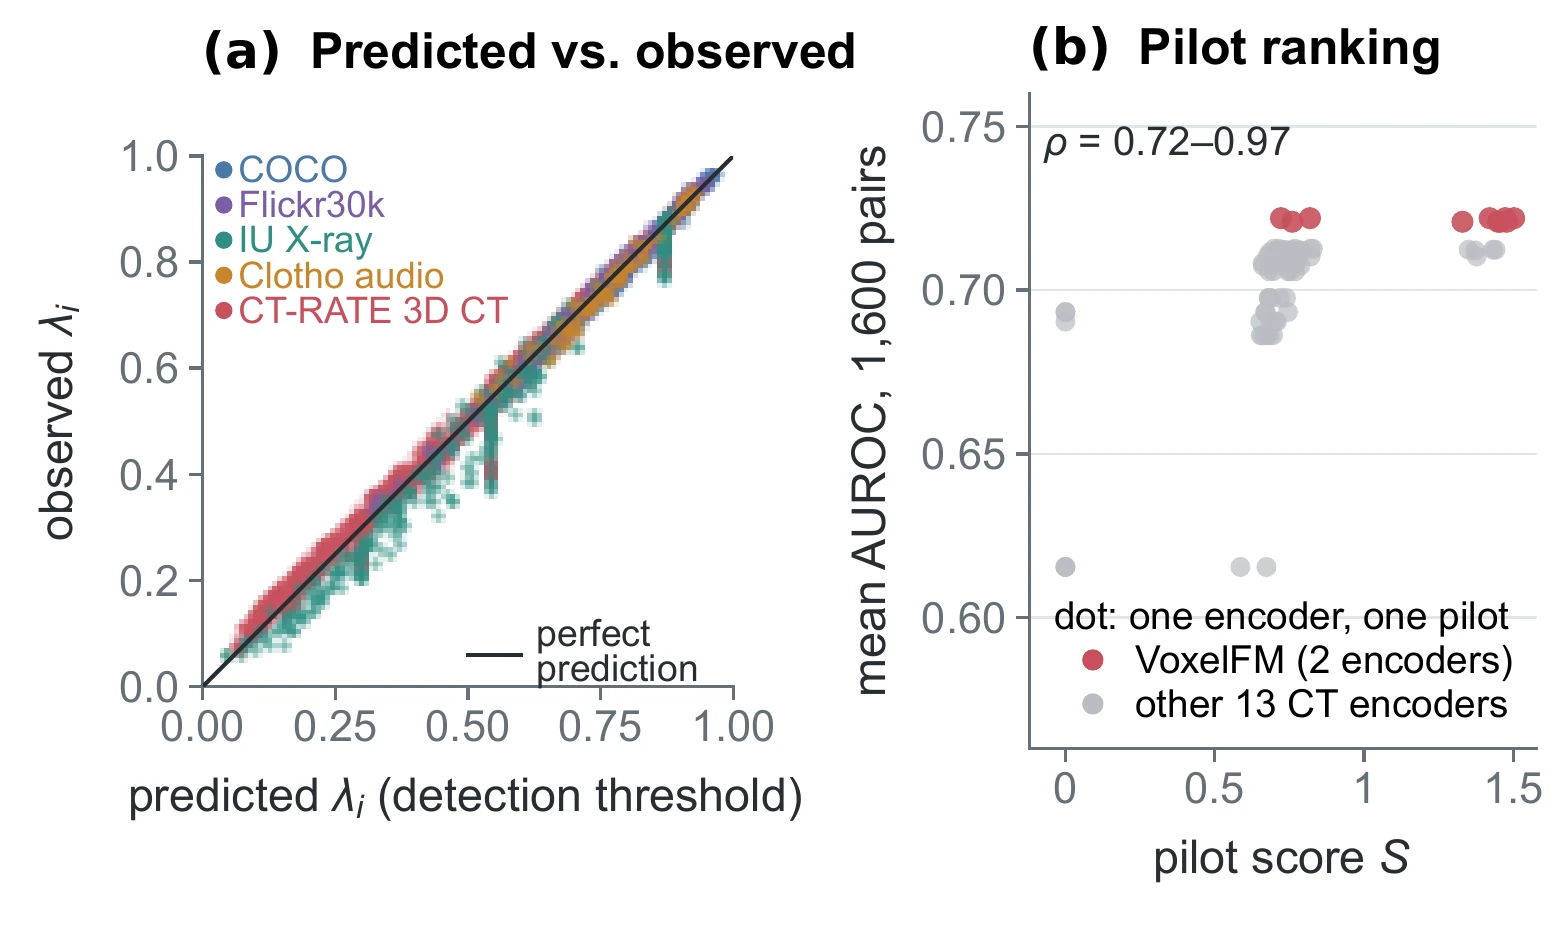 (a) Predicted vs. observed
1.0
0.8
0.6
0.4
0.2
0.0
observed λi
COCO
Flickr30k
IU X-ray
Clotho audio
CT-RATE 3D CT
perfect
prediction
0.00 0.25 0.50 0.75 1.00
predicted λi (detection threshold)
(b) Pilot ranking
0.75
0.70
0.65
0.60
mean AUROC, 1,600 pairs
ρ = 0.72–0.97
dot: one encoder, one pilot
VoxelFM (2 encoders)
other 13 CT encoders
0 0.5 1 1.5
pilot score S